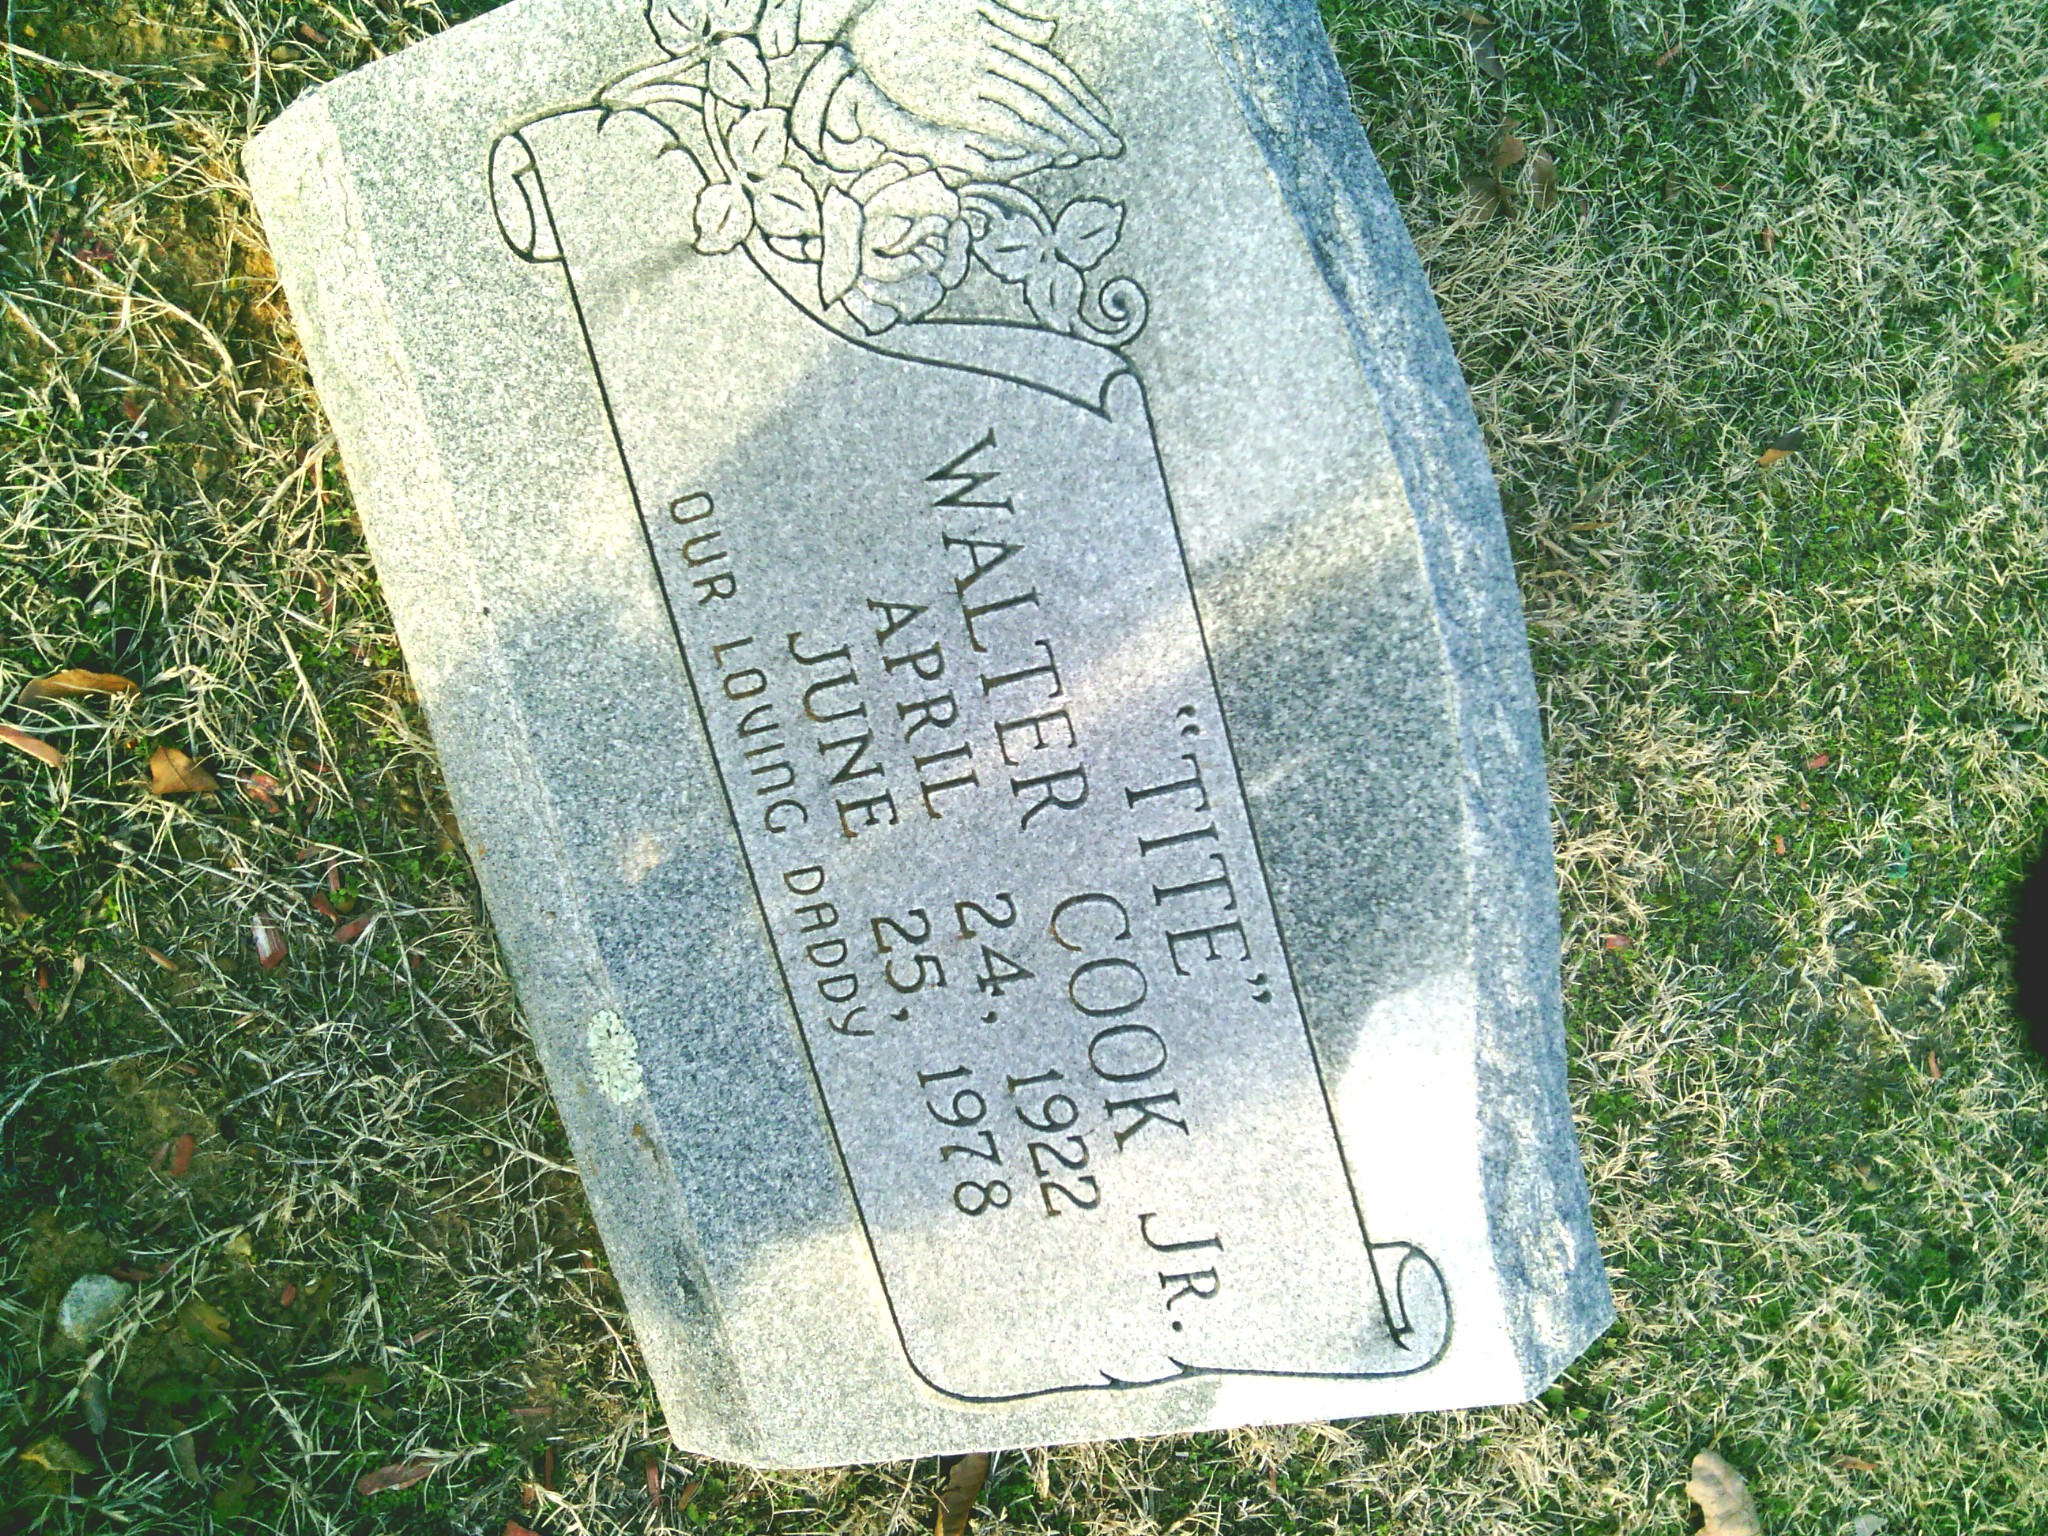 “TITE”
WALTER COOK JR.
APRIL 24, 1922
JUNE 25, 1978
OUR LOVING DADDY